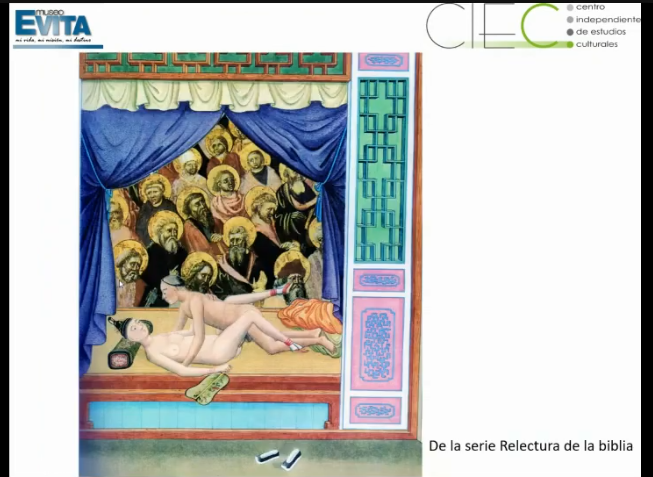 museo
EVITA
mi vida, mi misión, mi destino
CIEC
centro
independiente
de estudios
culturales
De la serie Relectura de la biblia